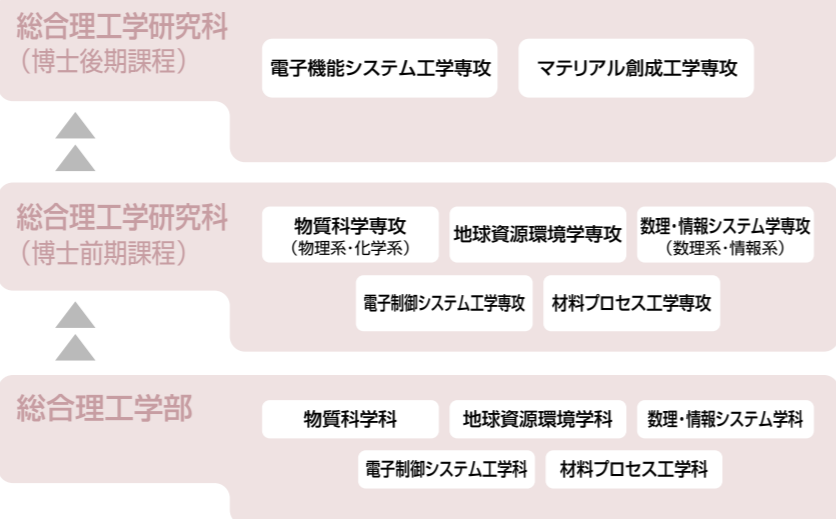 総合理工学研究科
（博士後期課程）
電子機能システム工学専攻
マテリアル創成工学専攻
総合理工学研究科
（博士前期課程）
物質科学専攻
（物理系・化学系）
地球資源環境学専攻
数理・情報システム学専攻
（数理系・情報系）
電子制御システム工学専攻
材料プロセス工学専攻
総合理工学部
物質科学科
地球資源環境学科
数理・情報システム学科
電子制御システム工学科
材料プロセス工学科